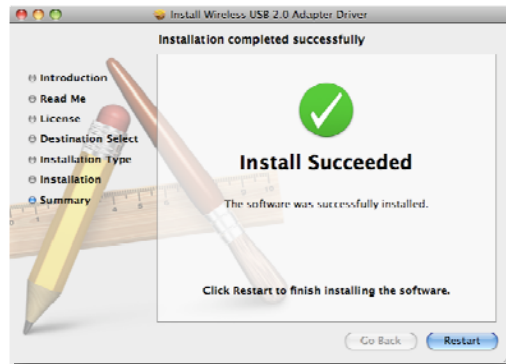 Install Wireless USB 2.0 Adapter Driver
Installation completed successfully
Introduction
Read Me
License
Destination Select
Installation Type
Installation
Summary
Install Succeeded
The software was successfully installed.
Click Restart to finish installing the software.
Go Back
Restart